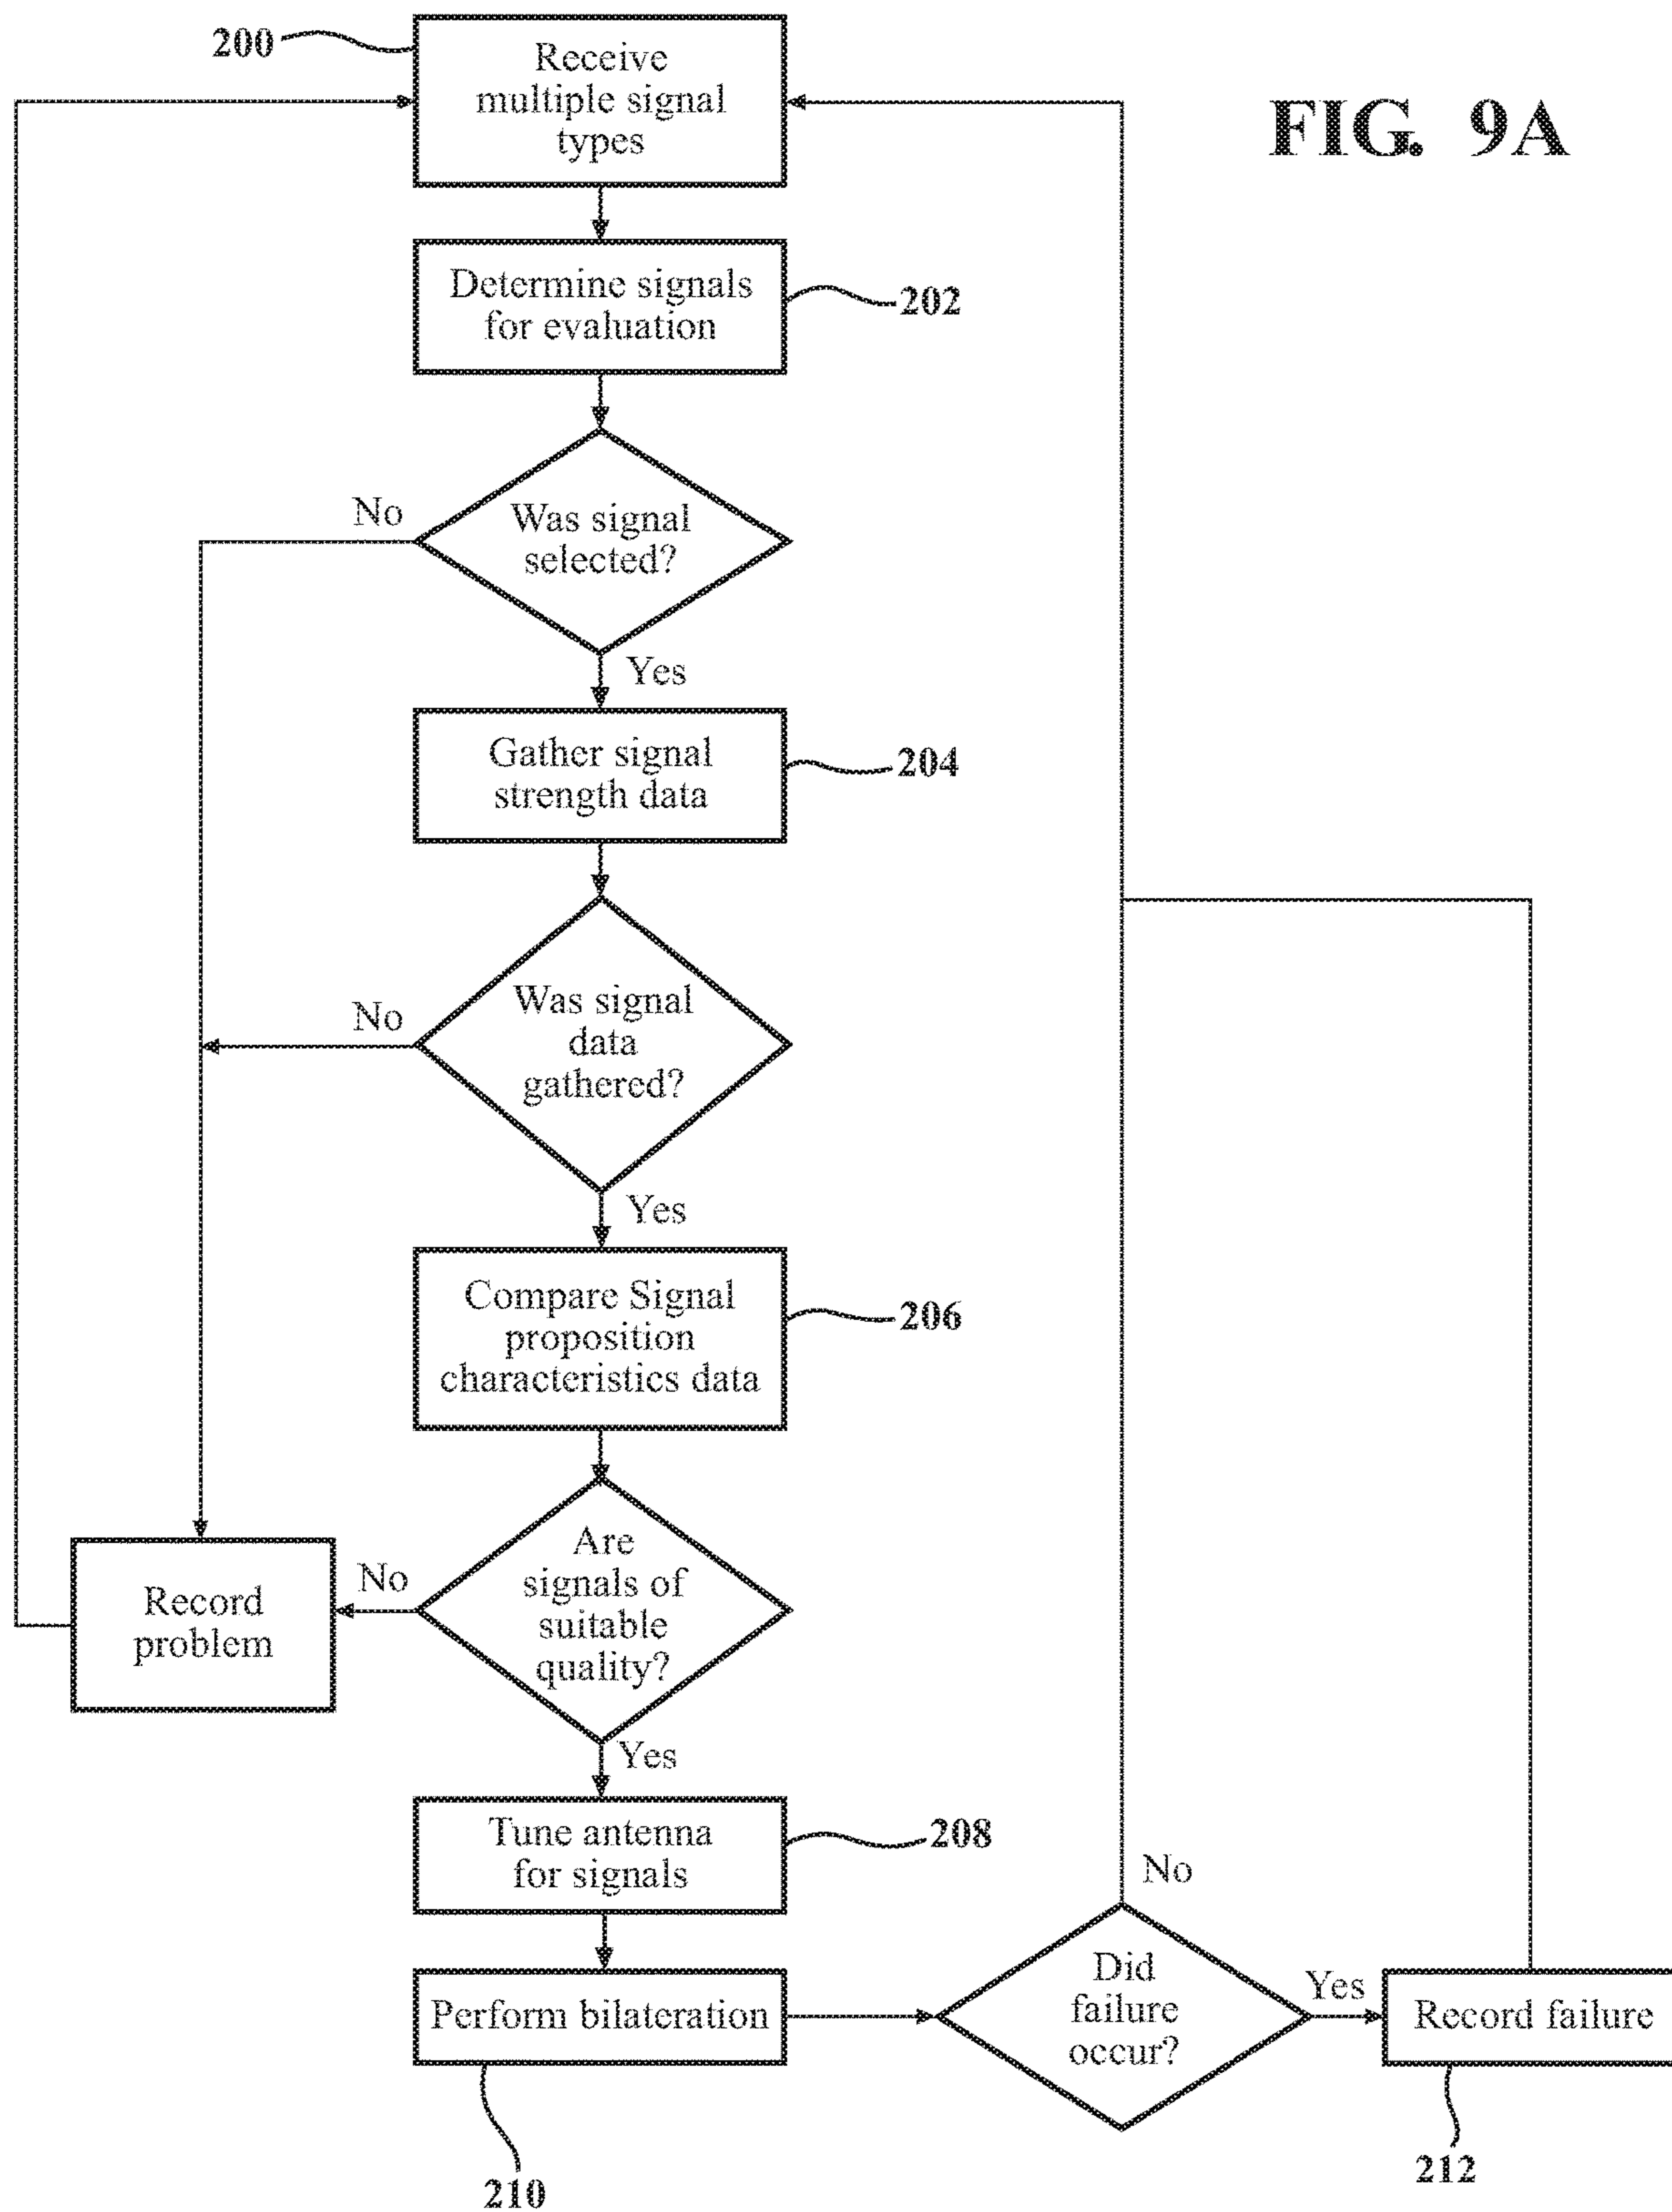 FIG. 9A
200
Receive
multiple signal
types
Determine signals
for evaluation
202
No
Was signal
selected?
Yes
Gather signal
strength data
204
No
Was signal
data
gathered?
Yes
Compare Signal
proposition
characteristics data
206
Record
problem
No
Are
signals of
suitable
quality?
Yes
Tune antenna
for signals
208
No
Perform bilateration
210
Did
failure
occur?
Yes
Record failure
212